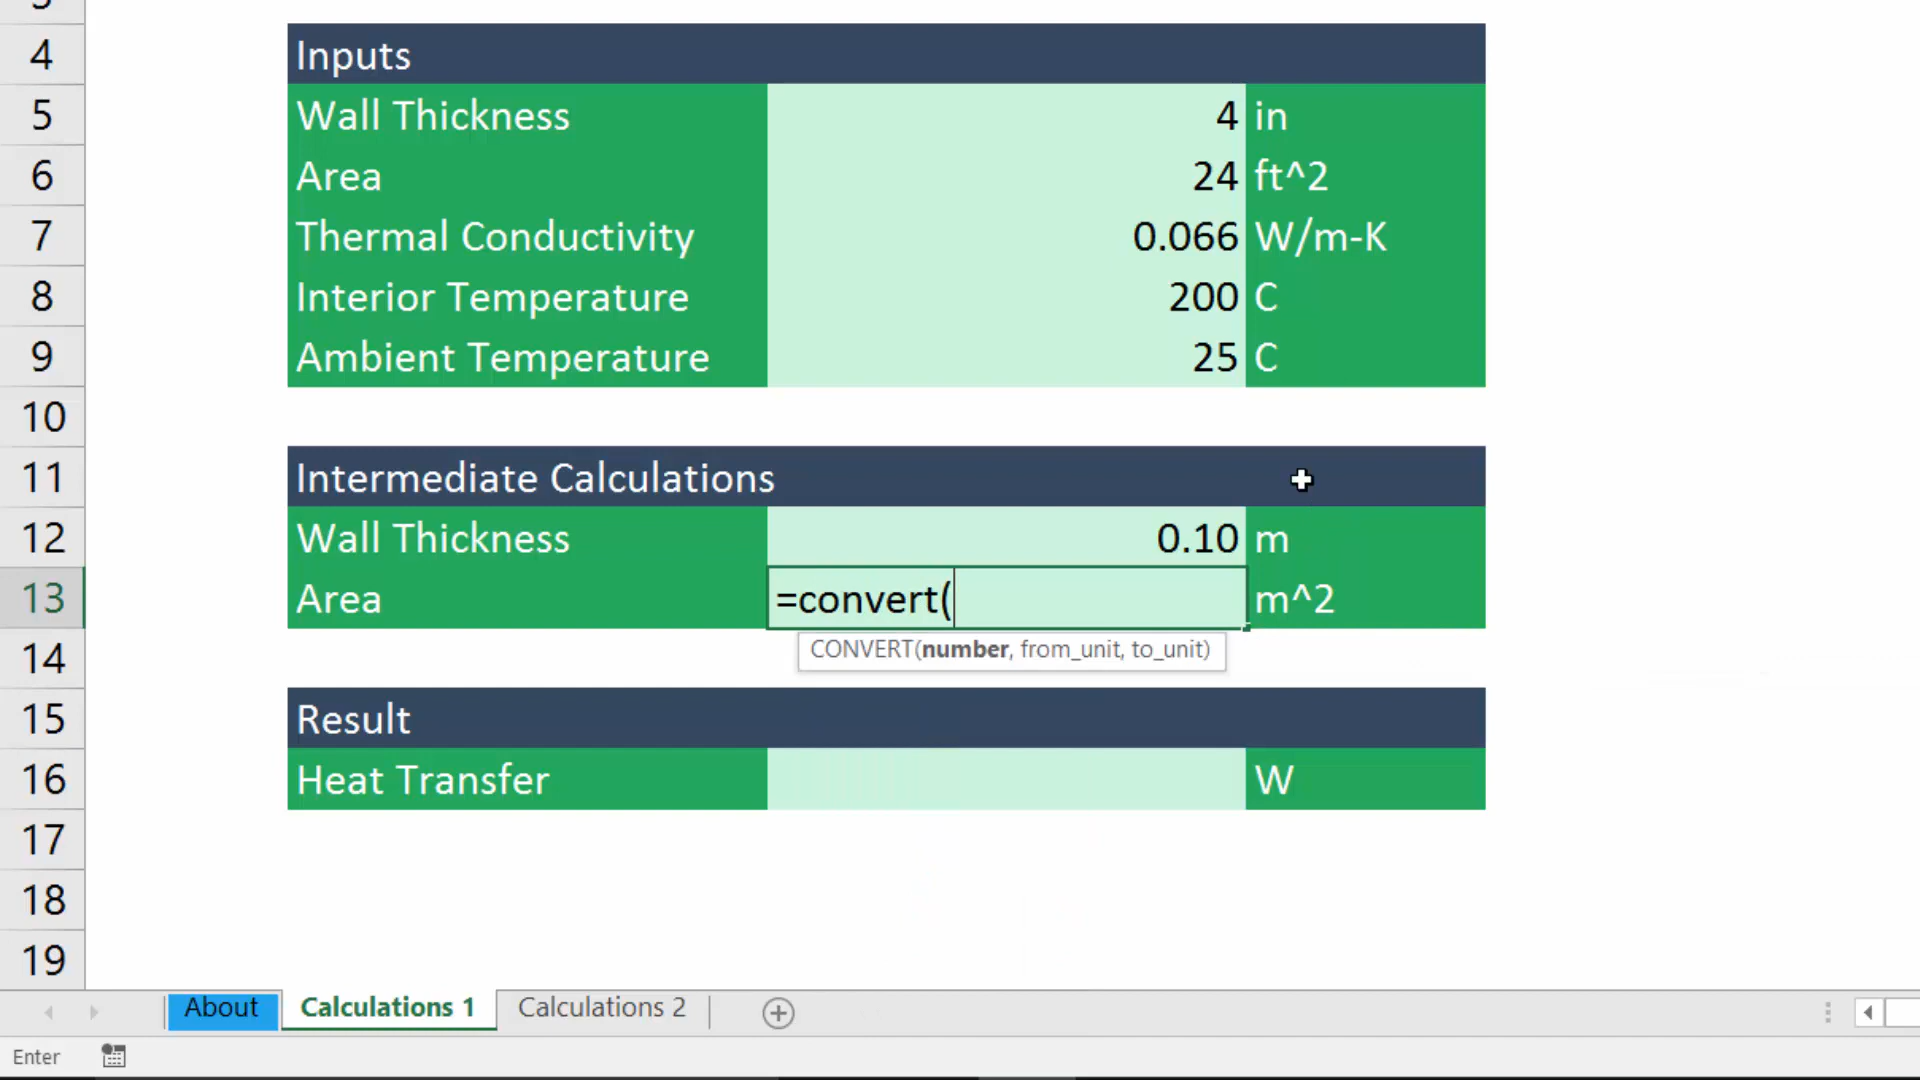 3
4 Inputs
5 Wall Thickness 4 in
6 Area 24 ft^2
7 Thermal Conductivity 0.066 W/m-K
8 Interior Temperature 200 C
9 Ambient Temperature 25 C
10
11 Intermediate Calculations
12 Wall Thickness 0.10 m
13 Area =convert( m^2
CONVERT(number, from_unit, to_unit)
14
15 Result
16 Heat Transfer W
17
18
19
About Calculations 1 Calculations 2
Enter